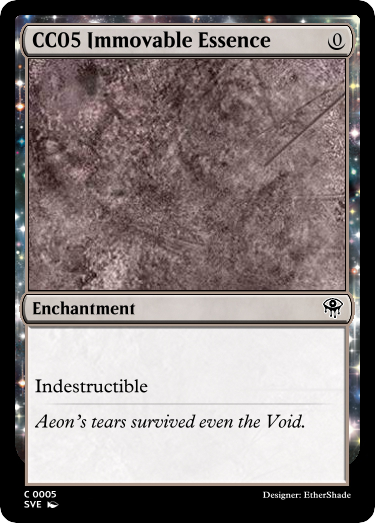 CC05 Immovable Essence 0
Enchantment
Indestructible
Aeon's tears survived even the Void.
C 0005
SVE
Designer: EtherShade